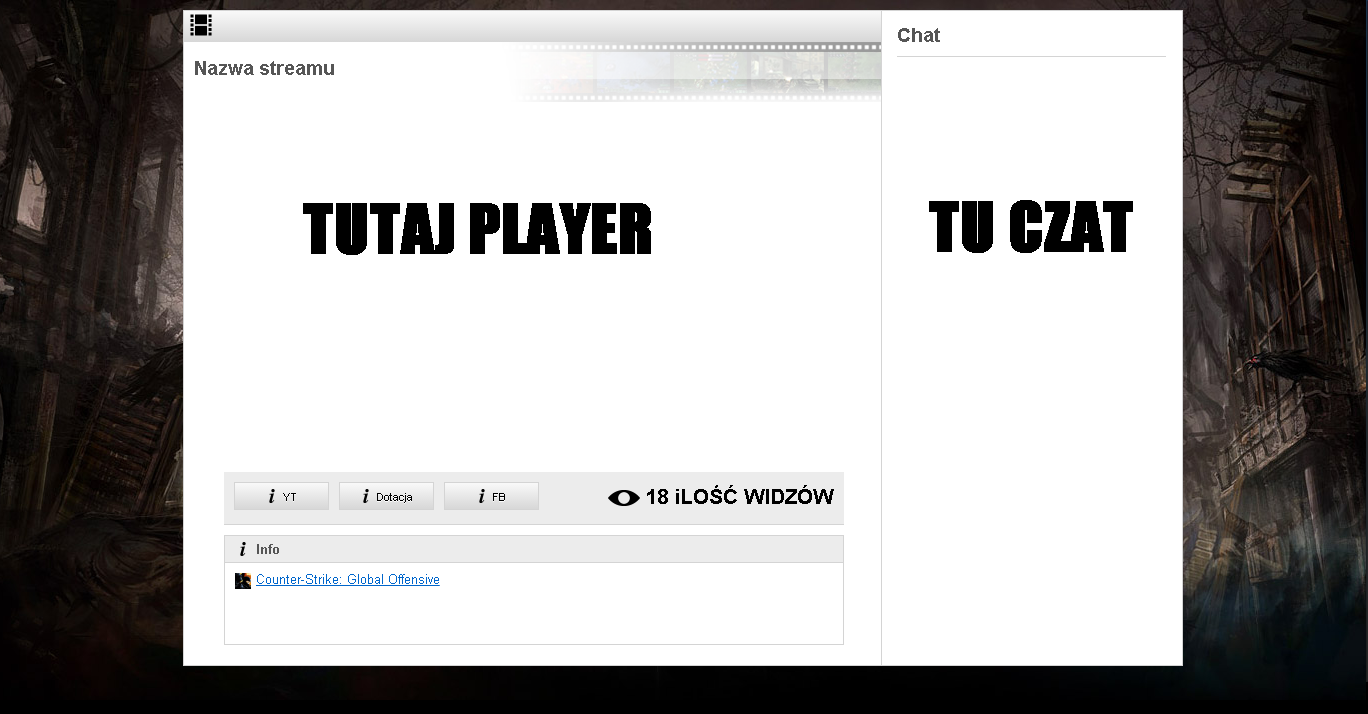 Nazwa streamu
TUTAJ PLAYER
i YT
i Dotacja
i FB
18 iLOŚĆ WIDZÓW
i Info
Counter-Strike: Global Offensive
Chat
TU CZAT